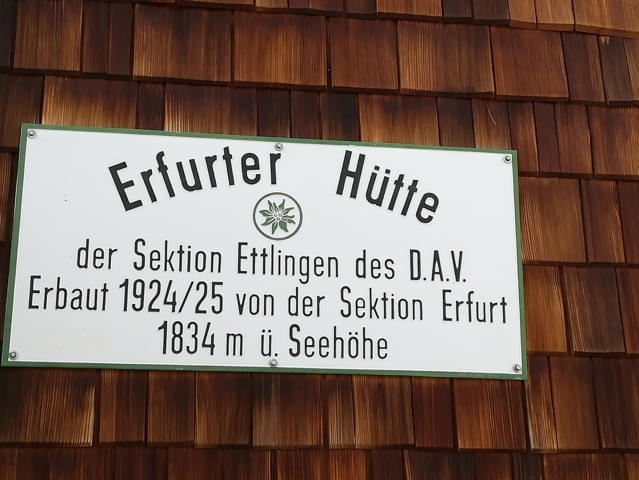 Erfurter Hütte
der Sektion Ettlingen des D.A.V.
Erbaut 1924/25 von der Sektion Erfurt
1834 m ü. Seehöhe